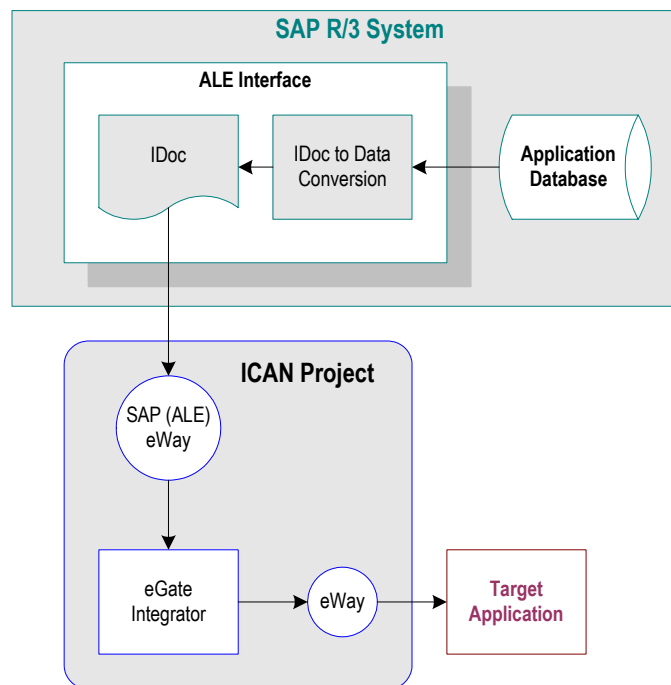 SAP R/3 System
ALE Interface
IDoc
IDoc to Data
Conversion
Application
Database
ICAN Project
SAP (ALE)
eWay
eGate
Integrator
eWay
Target
Application